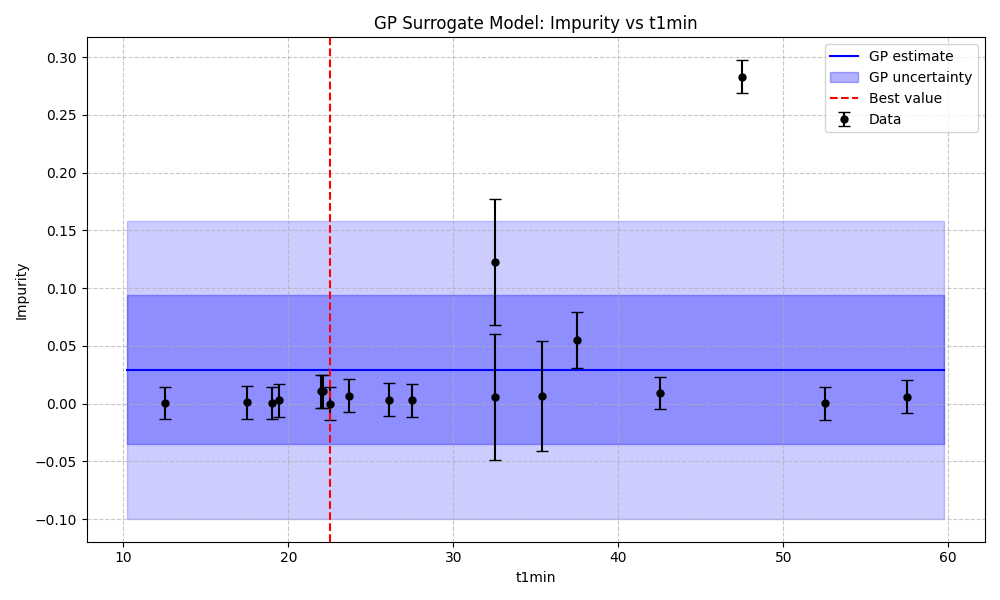 GP Surrogate Model: Impurity vs t1min
GP estimate
GP uncertainty
Best value
Data
Impurity
0.30
0.25
0.20
0.15
0.10
0.05
0.00
−0.05
−0.10
10 20 30 40 50 60
t1min